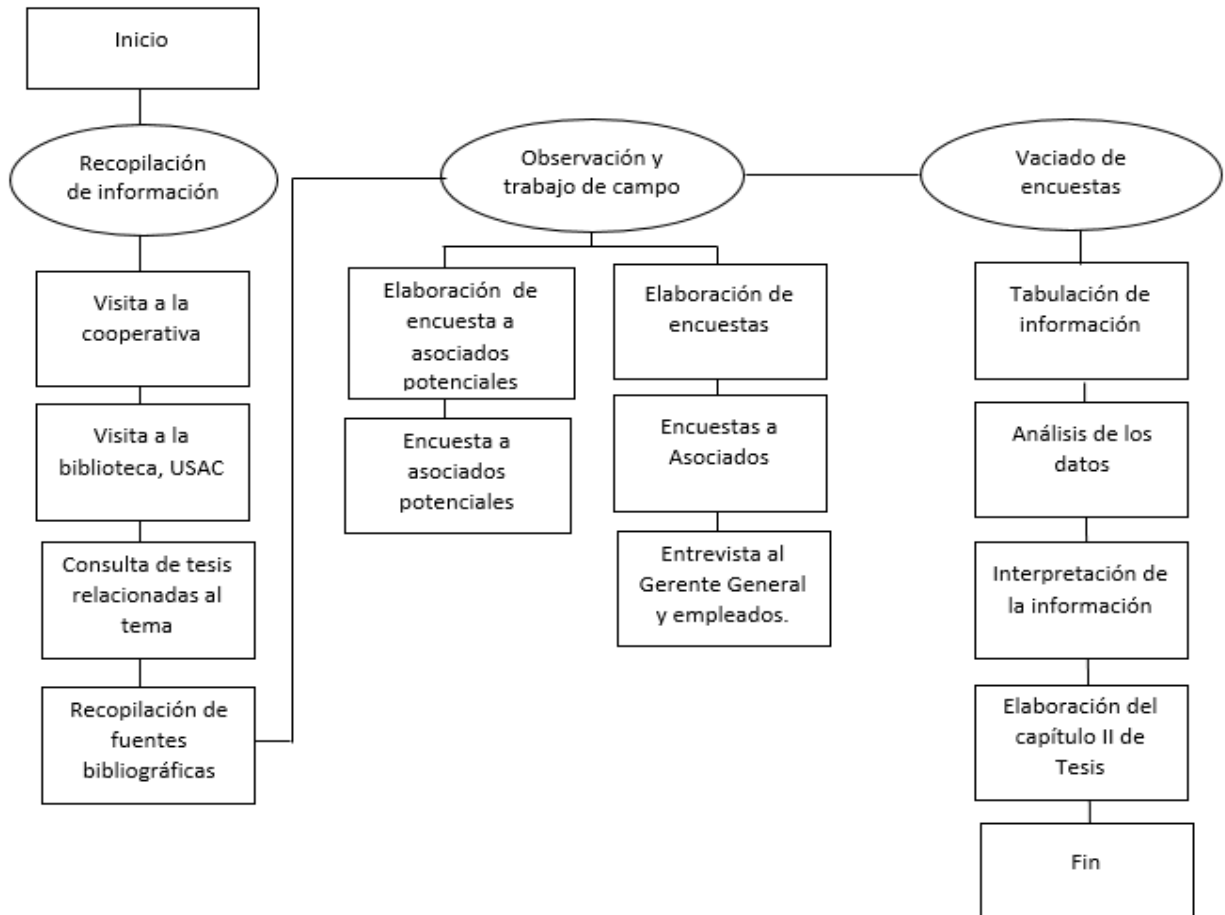 Inicio
Recopilación
de información
Visita a la
cooperativa
Visita a la
biblioteca, USAC
Consulta de tesis
relacionadas al
tema
Recopilación de
fuentes
bibliográficas
Observación y
trabajo de campo
Elaboración de
encuesta a
asociados
potenciales
Encuesta a
asociados
potenciales
Elaboración de
encuestas
Encuestas a
Asociados
Entrevista al
Gerente General
y empleados.
Vaciado de
encuestas
Tabulación de
información
Análisis de los
datos
Interpretación de
la información
Elaboración del
capítulo II de
Tesis
Fin